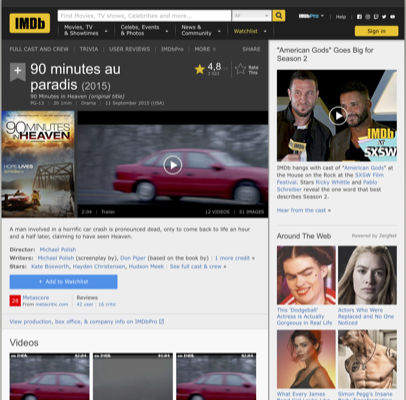 IMDb
Find Movies, TV shows, Celebrities and more...
All
IMDbPro
Help
Movies, TV
& Showtimes
Celebs, Events
& Photos
News &
Community
Watchlist
Sign in
FULL CAST AND CREW | TRIVIA | USER REVIEWS | IMDbPro | MORE
SHARE
90 minutes au
paradis (2015)
90 Minutes in Heaven (original title)
PG-13 | 2h 1min | Drama | 11 September 2015 (USA)
4,8
Rate
This
90 MINUTES
IN HEAVEN
HOPE LIVES
2:04 | Trailer
12 VIDEOS | 51 IMAGES
A man involved in a horrific car crash is pronounced dead, only to come back to life an hour
and a half later, claiming to have seen Heaven.
Director: Michael Polish
Writers: Michael Polish (screenplay by), Don Piper (based on the book by) | 1 more credit »
Stars: Kate Bosworth, Hayden Christensen, Hudson Meek | See full cast & crew »
+ Add to Watchlist
28
Metascore
From metacritic.com
Reviews
42 user | 16 critic
View production, box office, & company info on IMDbPro
Videos
"American Gods" Goes Big for
Season 2
IMDb
at
SXSW
IMDb hangs with cast of "American Gods" at
the House on the Rock at the SXSW Film
Festival. Stars Ricky Whittle and Pablo
Schreiber reveal the one word that best
describes Season 2.
Hear from the cast »
Around The Web
Powered by ZergNet
This 'Dodgeball'
Actress is Actually
Gorgeous in Real Life
Actors Who Were
Replaced and No One
Noticed
What Every James
Simon Pegg's Insane